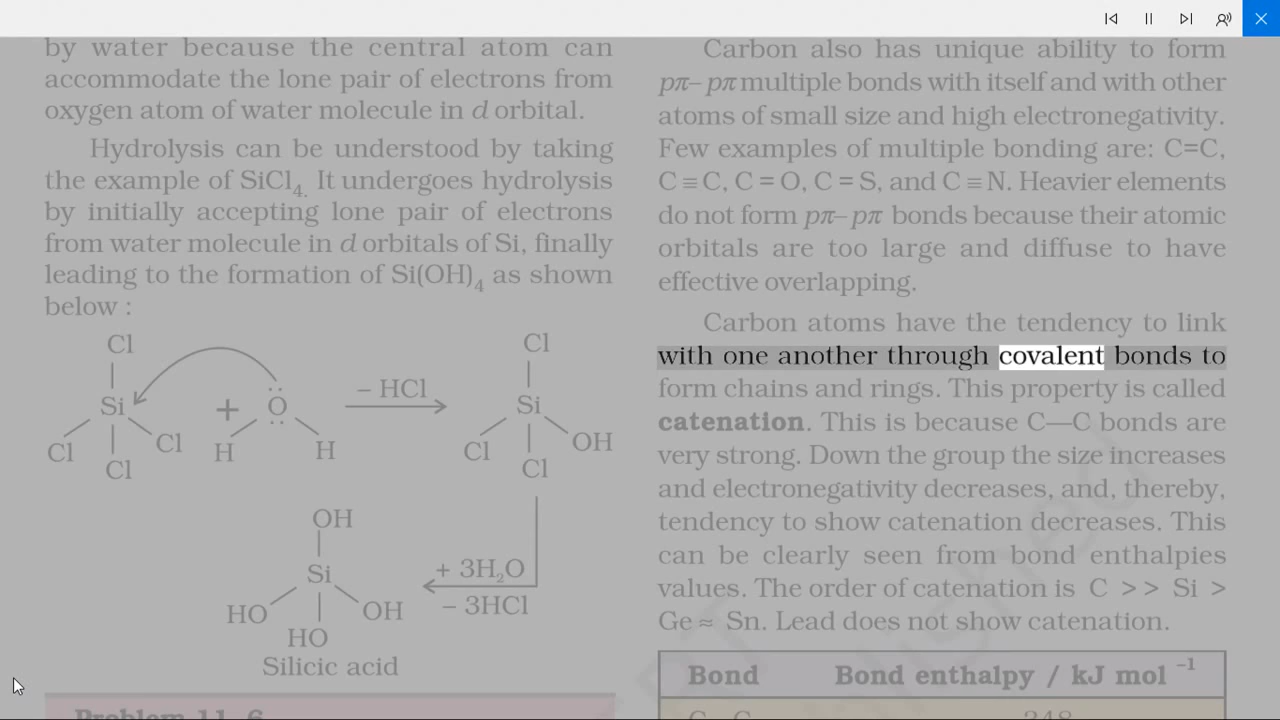 by water because the central atom can
accommodate the lone pair of electrons from
oxygen atom of water molecule in d orbital.
Hydrolysis can be understood by taking
the example of SiCl4. It undergoes hydrolysis
by initially accepting lone pair of electrons
from water molecule in d orbitals of Si, finally
leading to the formation of Si(OH)4 as shown
below :
Cl
Si
Cl
Cl
Cl
+
O
H
H
– HCl
Cl
Si
Cl
OH
Cl
+ 3H2O
– 3HCl
OH
Si
HO
OH
HO
Silicic acid
Problem 11.6
Carbon also has unique ability to form
pπ– pπ multiple bonds with itself and with other
atoms of small size and high electronegativity.
Few examples of multiple bonding are: C=C,
C ≡ C, C = O, C = S, and C ≡ N. Heavier elements
do not form pπ– pπ bonds because their atomic
orbitals are too large and diffuse to have
effective overlapping.
Carbon atoms have the tendency to link
with one another through covalent bonds to
form chains and rings. This property is called
catenation. This is because C—C bonds are
very strong. Down the group the size increases
and electronegativity decreases, and, thereby,
tendency to show catenation decreases. This
can be clearly seen from bond enthalpies
values. The order of catenation is C > > Si >
Ge ≈ Sn. Lead does not show catenation.
Bond Bond enthalpy / kJ mol –1
C—C 348